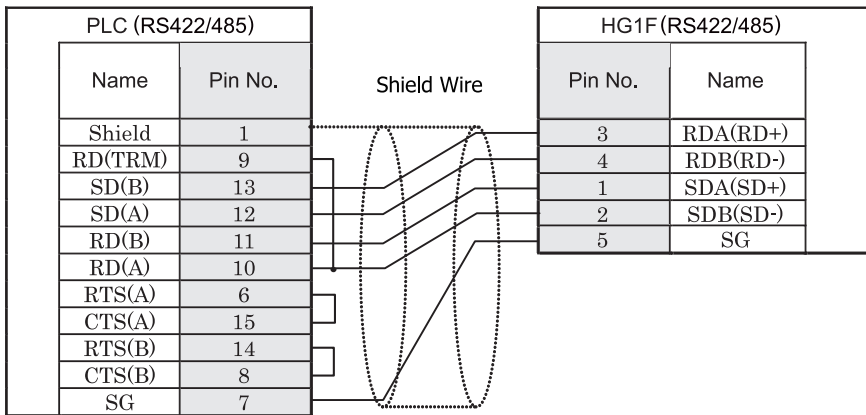 PLC (RS422/485)
Name Pin No.
Shield 1
RD(TRM) 9
SD(B) 13
SD(A) 12
RD(B) 11
RD(A) 10
RTS(A) 6
CTS(A) 15
RTS(B) 14
CTS(B) 8
SG 7
Shield Wire
HG1F(RS422/485)
Pin No. Name
3 RDA(RD+)
4 RDB(RD-)
1 SDA(SD+)
2 SDB(SD-)
5 SG